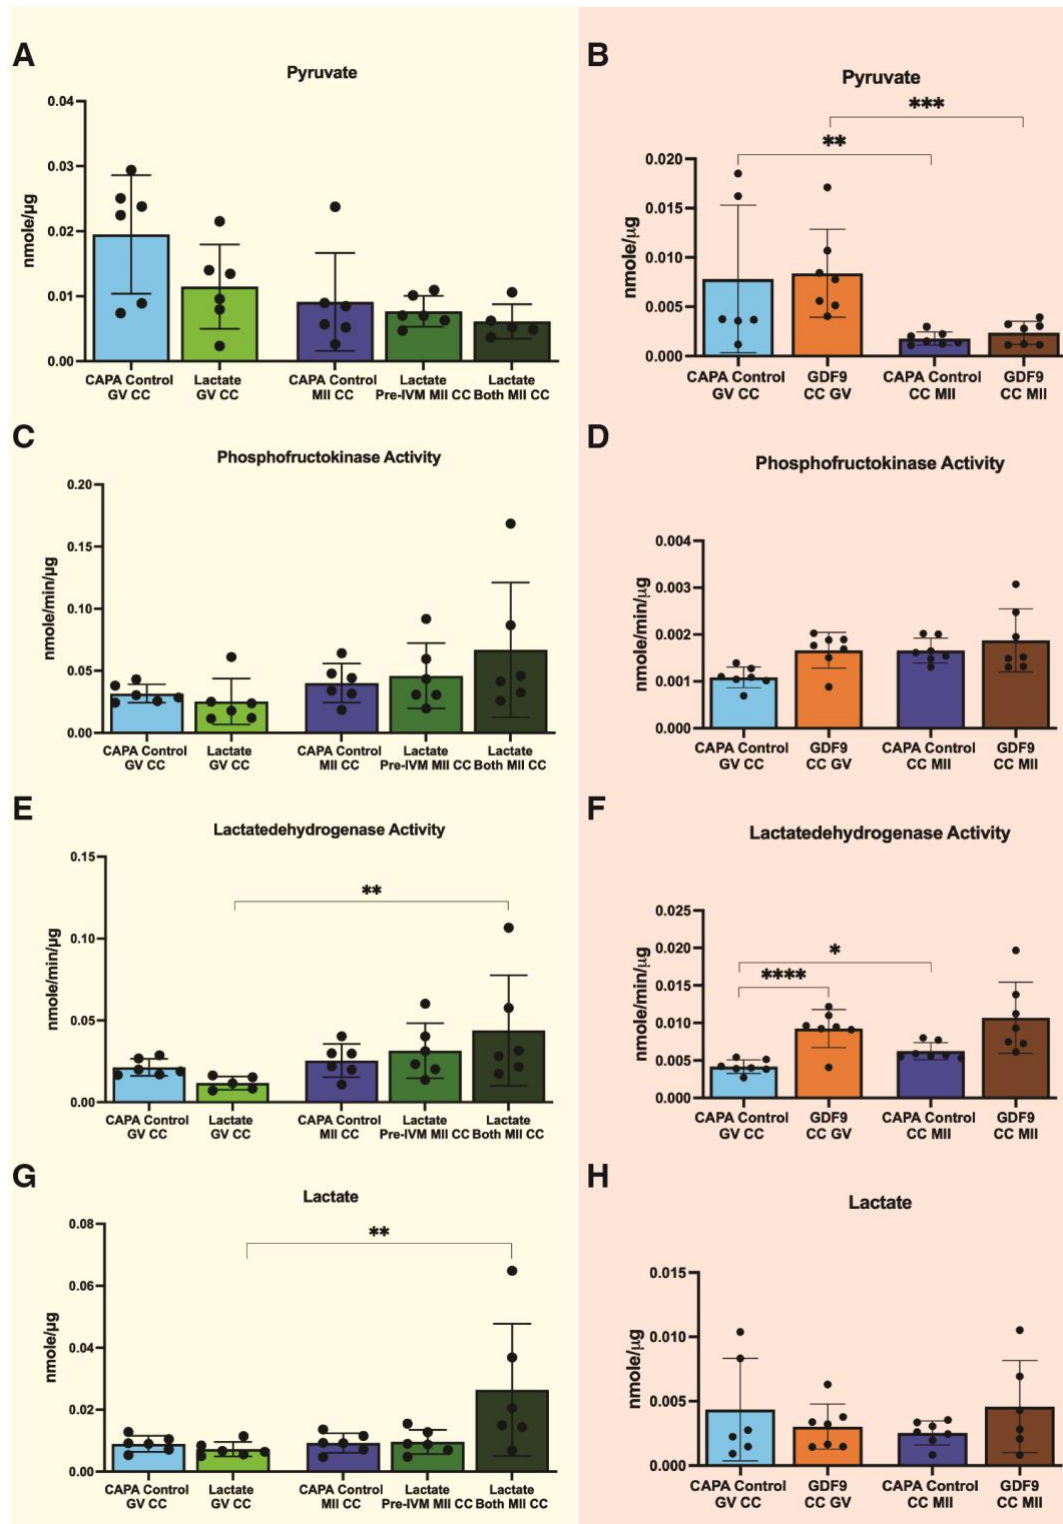 A
Pyruvate
0.04
0.03
0.02
0.01
0.00
nmole/µg
CAPA Control
GV CC
Lactate
GV CC
CAPA Control
MII CC
Lactate
Pre-IVM MII CC
Lactate
Both MII CC
B
Pyruvate
***
**
0.020
0.015
0.010
0.005
0.000
nmole/µg
CAPA Control
GV CC
GDF9
CC GV
CAPA Control
CC MII
GDF9
CC MII
C
Phosphofructokinase Activity
0.20
0.15
0.10
0.05
0.00
nmole/min/µg
CAPA Control
GV CC
Lactate
GV CC
CAPA Control
MII CC
Lactate
Pre-IVM MII CC
Lactate
Both MII CC
D
Phosphofructokinase Activity
0.004
0.003
0.002
0.001
0.000
nmole/min/µg
CAPA Control
GV CC
GDF9
CC GV
CAPA Control
CC MII
GDF9
CC MII
E
Lactatedehydrogenase Activity
**
0.15
0.10
0.05
0.00
nmole/min/µg
CAPA Control
GV CC
Lactate
GV CC
CAPA Control
MII CC
Lactate
Pre-IVM MII CC
Lactate
Both MII CC
F
Lactatedehydrogenase Activity
*
****
0.025
0.020
0.015
0.010
0.005
0.000
nmole/min/µg
CAPA Control
GV CC
GDF9
CC GV
CAPA Control
CC MII
GDF9
CC MII
G
Lactate
**
0.08
0.06
0.04
0.02
0.00
nmole/µg
CAPA Control
GV CC
Lactate
GV CC
CAPA Control
MII CC
Lactate
Pre-IVM MII CC
Lactate
Both MII CC
H
Lactate
0.015
0.010
0.005
0.000
nmole/µg
CAPA Control
GV CC
GDF9
CC GV
CAPA Control
CC MII
GDF9
CC MII